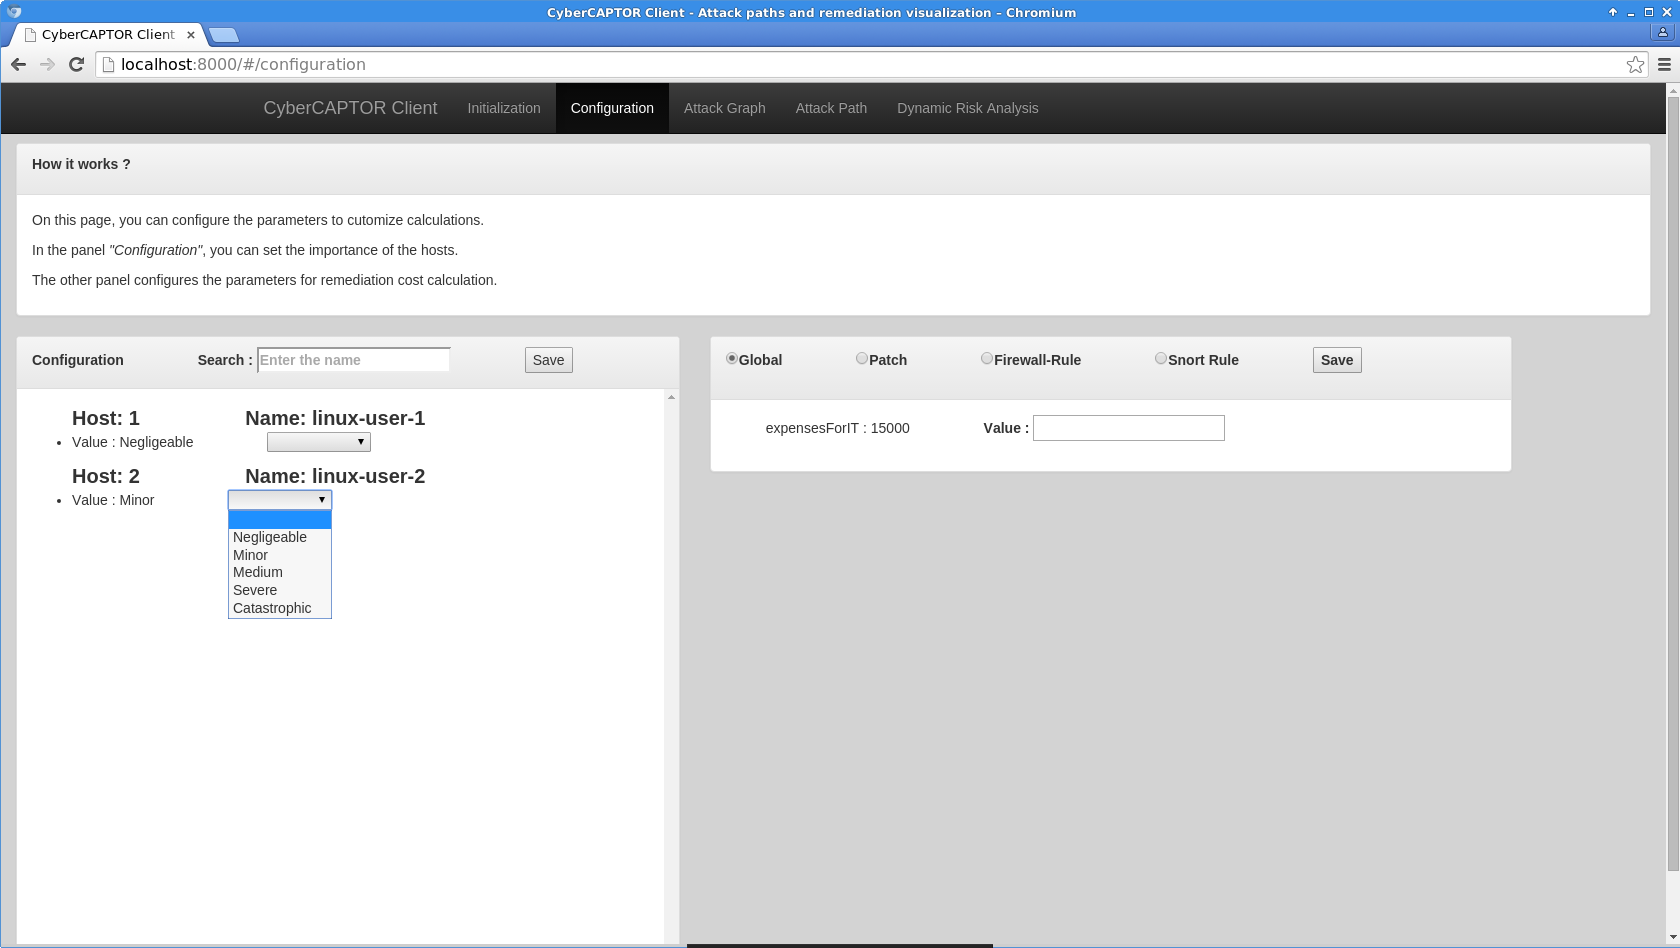 CyberCAPTOR Client - Attack paths and remediation visualization – Chromium
CyberCAPTOR Client ×
localhost:8000/#/configuration
CyberCAPTOR Client Initialization Configuration Attack Graph Attack Path Dynamic Risk Analysis
How it works ?
On this page, you can configure the parameters to cutomize calculations.
In the panel "Configuration", you can set the importance of the hosts.
The other panel configures the parameters for remediation cost calculation.
Configuration Search : Enter the name Save
Host: 1 Name: linux-user-1
• Value : Negligeable
Host: 2 Name: linux-user-2
• Value : Minor
Negligeable
Minor
Medium
Severe
Catastrophic
Global Patch Firewall-Rule Snort Rule Save
expensesForIT : 15000 Value :